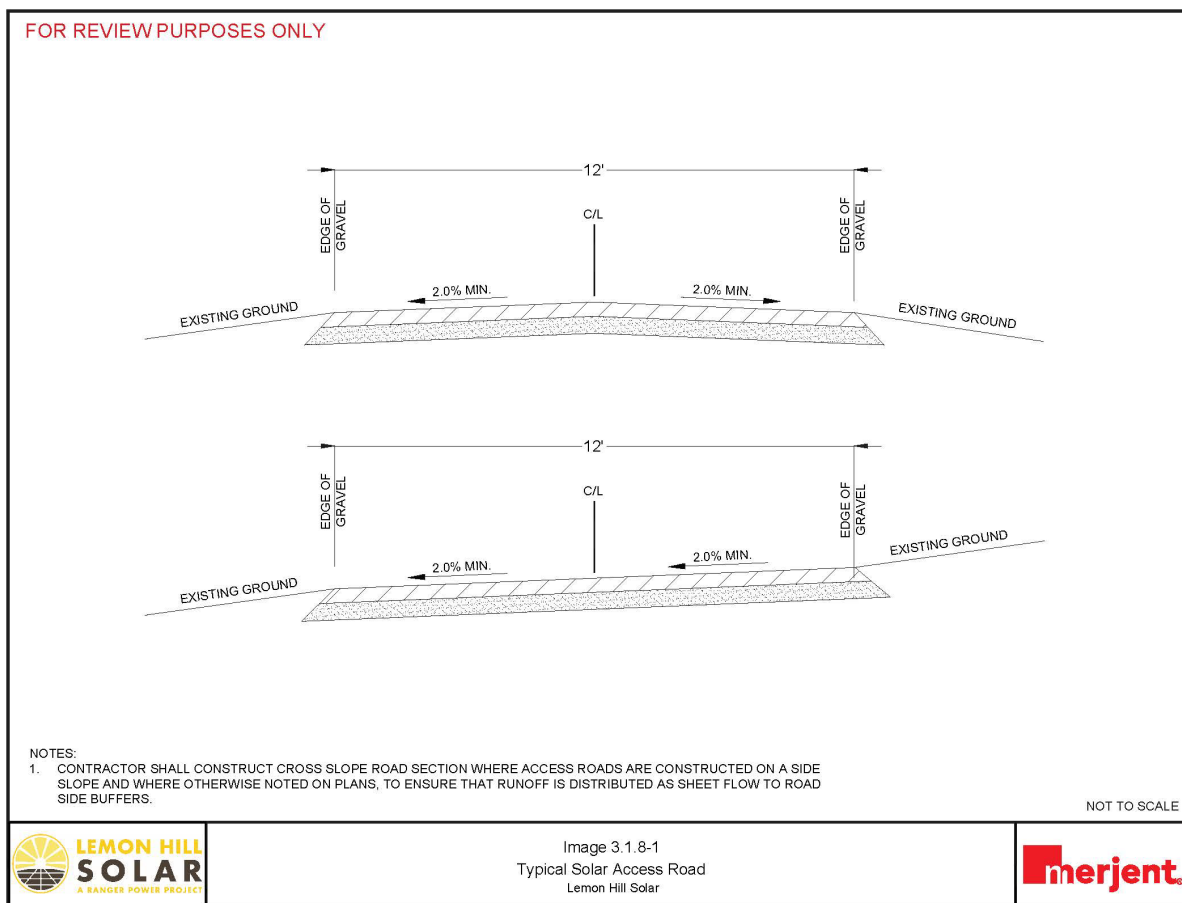 FOR REVIEW PURPOSES ONLY
12'
EDGE OF
GRAVEL
C/L
EDGE OF
GRAVEL
2.0% MIN.
2.0% MIN.
EXISTING GROUND
EXISTING GROUND
12'
EDGE OF
GRAVEL
C/L
EDGE OF
GRAVEL
2.0% MIN.
2.0% MIN.
EXISTING GROUND
EXISTING GROUND
NOTES:
1. CONTRACTOR SHALL CONSTRUCT CROSS SLOPE ROAD SECTION WHERE ACCESS ROADS ARE CONSTRUCTED ON A SIDE
SLOPE AND WHERE OTHERWISE NOTED ON PLANS, TO ENSURE THAT RUNOFF IS DISTRIBUTED AS SHEET FLOW TO ROAD
SIDE BUFFERS.
NOT TO SCALE
LEMON HILL
SOLAR
A RANGER POWER PROJECT
Image 3.1.8-1
Typical Solar Access Road
Lemon Hill Solar
merjent